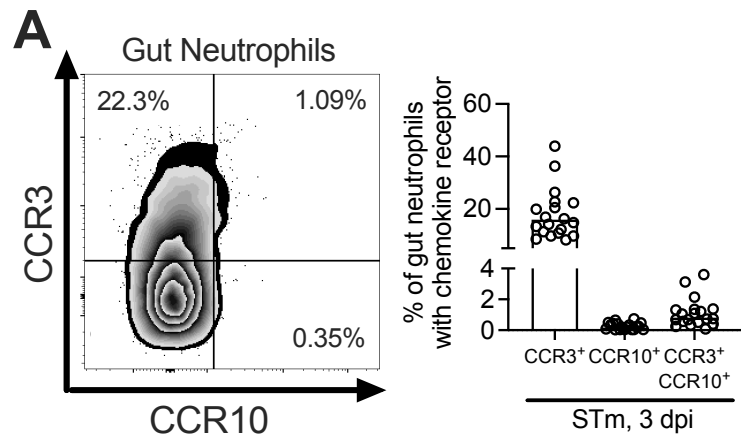 A
Gut Neutrophils
22.3%
1.09%
0.35%
CCR3
CCR10
% of gut neutrophils
with chemokine receptor
60
40
20
4
2
0
CCR3⁺ CCR10⁺ CCR3⁺
CCR10⁺
STm, 3 dpi